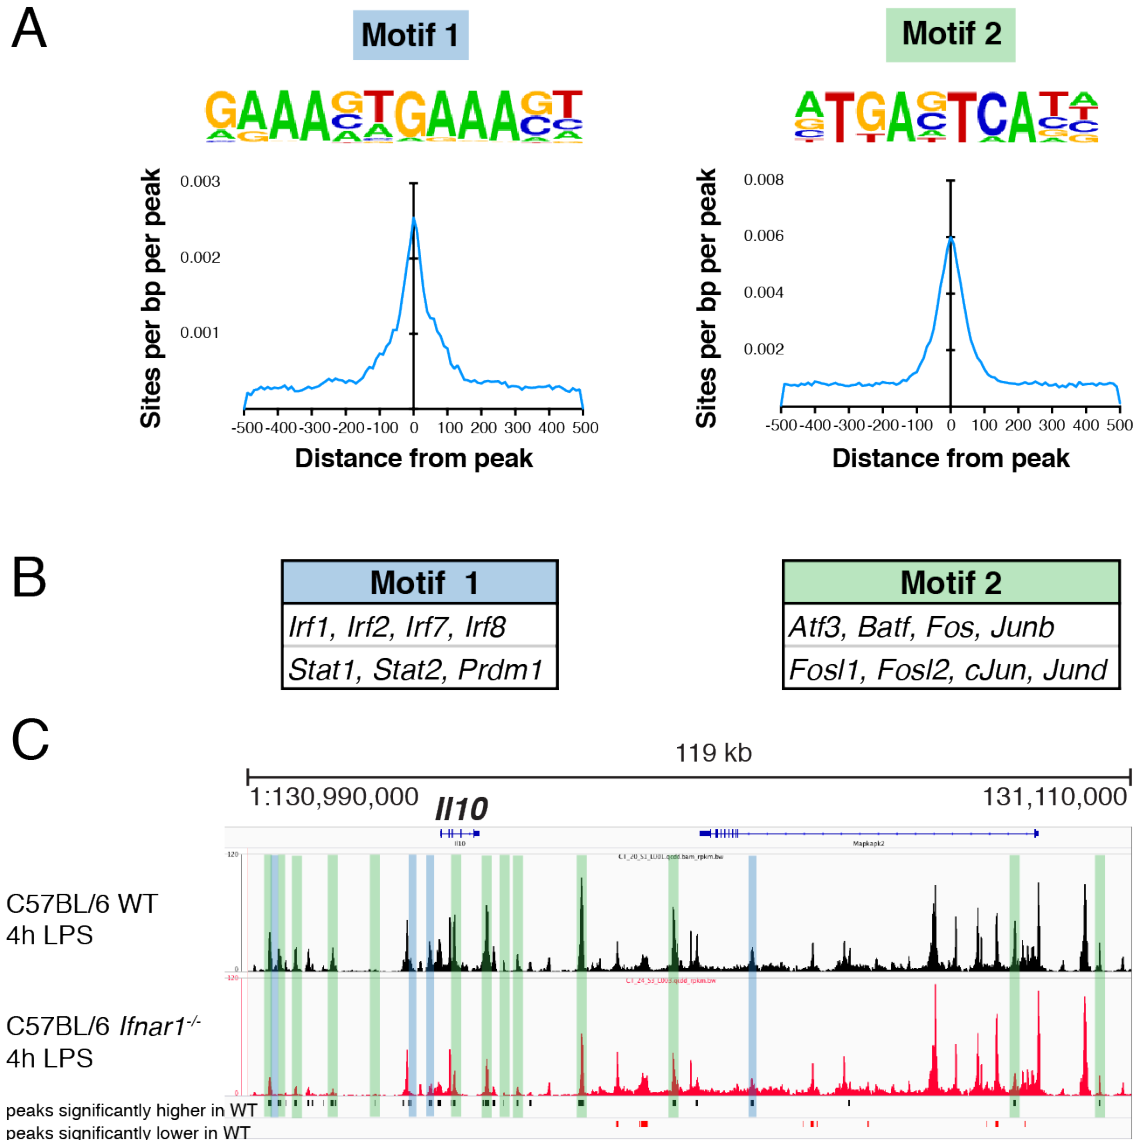 A
Motif 1
Motif 2
GAAAGTGAAAGT
ATGAGTCATA
Sites per bp per peak
0.003
0.002
0.001
-500 -400 -300 -200 -100 0 100 200 300 400 500
Distance from peak
Sites per bp per peak
0.008
0.006
0.004
0.002
-500 -400 -300 -200 -100 0 100 200 300 400 500
Distance from peak
B
Motif 1
Irf1, Irf2, Irf7, Irf8
Stat1, Stat2, Prdm1
Motif 2
Atf3, Batf, Fos, Junb
Fosl1, Fosl2, cJun, Jund
C
119 kb
1:130,990,000
131,110,000
Il10
Il10
Mapkapk2
120
0
C57BL/6 WT
4h LPS
120
0
C57BL/6 Ifnar1-/-
4h LPS
peaks significantly higher in WT
peaks significantly lower in WT